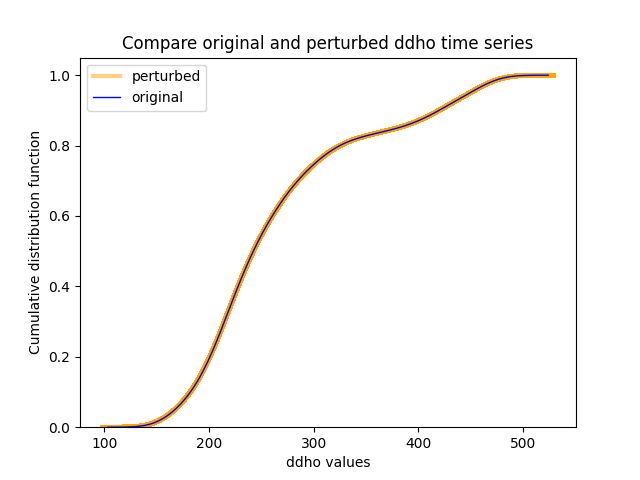 Compare original and perturbed ddho time series
perturbed
original
Cumulative distribution function
1.0
0.8
0.6
0.4
0.2
0.0
100 200 300 400 500
ddho values